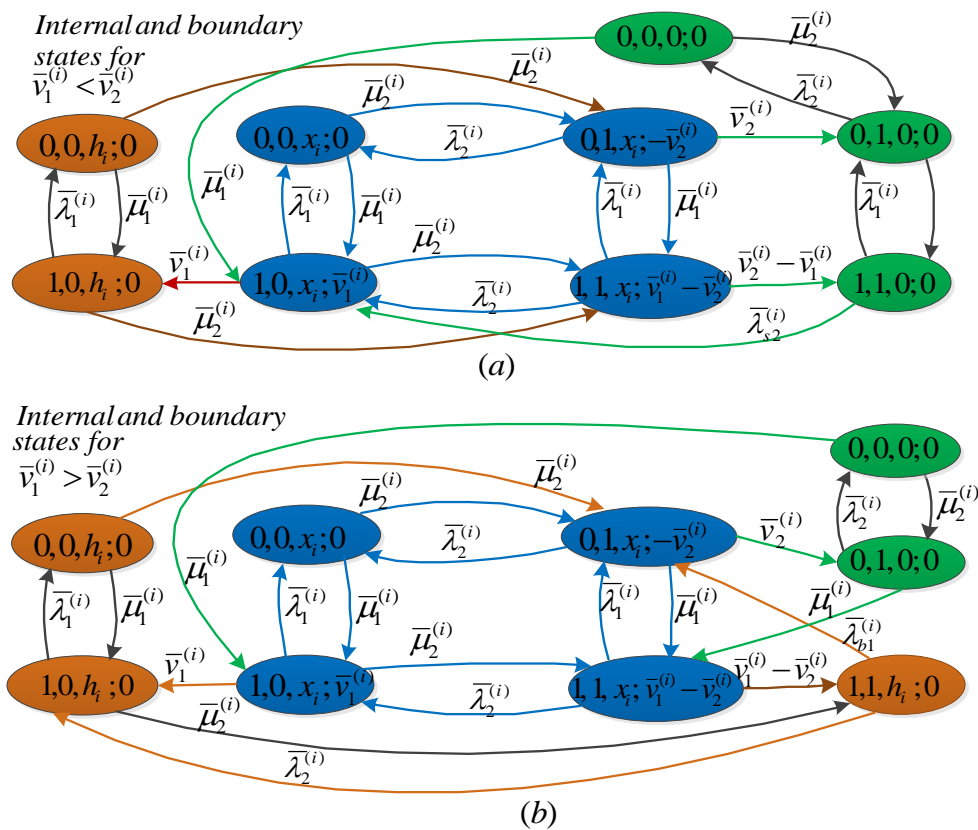 Internal and boundary
states for
v̄₁⁽ⁱ⁾ < v̄₂⁽ⁱ⁾
0,0,0;0
μ̄₂⁽ⁱ⁾
μ̄₂⁽ⁱ⁾
λ̄₂⁽ⁱ⁾
μ̄₂⁽ⁱ⁾
v̄₂⁽ⁱ⁾
0,0,hᵢ;0
0,0,xᵢ;0
λ̄₂⁽ⁱ⁾
0,1,xᵢ;−v̄₂⁽ⁱ⁾
0,1,0;0
μ̄₁⁽ⁱ⁾
λ̄₁⁽ⁱ⁾
μ̄₁⁽ⁱ⁾
λ̄₁⁽ⁱ⁾
μ̄₁⁽ⁱ⁾
λ̄₁⁽ⁱ⁾
μ̄₁⁽ⁱ⁾
λ̄₁⁽ⁱ⁾
μ̄₂⁽ⁱ⁾
v̄₁⁽ⁱ⁾
v̄₂⁽ⁱ⁾ − v̄₁⁽ⁱ⁾
1,0,hᵢ;0
1,0,xᵢ;v̄₁⁽ⁱ⁾
1,1,xᵢ;v̄₁⁽ⁱ⁾−v̄₂⁽ⁱ⁾
1,1,0;0
λ̄₂⁽ⁱ⁾
μ̄₂⁽ⁱ⁾
λ̄ₛ₂⁽ⁱ⁾
(a)
Internal and boundary
states for
v̄₁⁽ⁱ⁾ > v̄₂⁽ⁱ⁾
0,0,0;0
μ̄₂⁽ⁱ⁾
μ̄₂⁽ⁱ⁾
λ̄₂⁽ⁱ⁾
μ̄₂⁽ⁱ⁾
v̄₂⁽ⁱ⁾
0,0,hᵢ;0
0,0,xᵢ;0
λ̄₂⁽ⁱ⁾
0,1,xᵢ;−v̄₂⁽ⁱ⁾
0,1,0;0
μ̄₁⁽ⁱ⁾
λ̄₁⁽ⁱ⁾
μ̄₁⁽ⁱ⁾
λ̄₁⁽ⁱ⁾
μ̄₁⁽ⁱ⁾
λ̄₁⁽ⁱ⁾
μ̄₁⁽ⁱ⁾
μ̄₁⁽ⁱ⁾
λ̄b₁⁽ⁱ⁾
μ̄₂⁽ⁱ⁾
v̄₁⁽ⁱ⁾
v̄₁⁽ⁱ⁾ − v̄₂⁽ⁱ⁾
1,0,hᵢ;0
1,0,xᵢ;v̄₁⁽ⁱ⁾
1,1,xᵢ;v̄₁⁽ⁱ⁾−v̄₂⁽ⁱ⁾
1,1,hᵢ;0
λ̄₂⁽ⁱ⁾
μ̄₂⁽ⁱ⁾
λ̄₂⁽ⁱ⁾
(b)